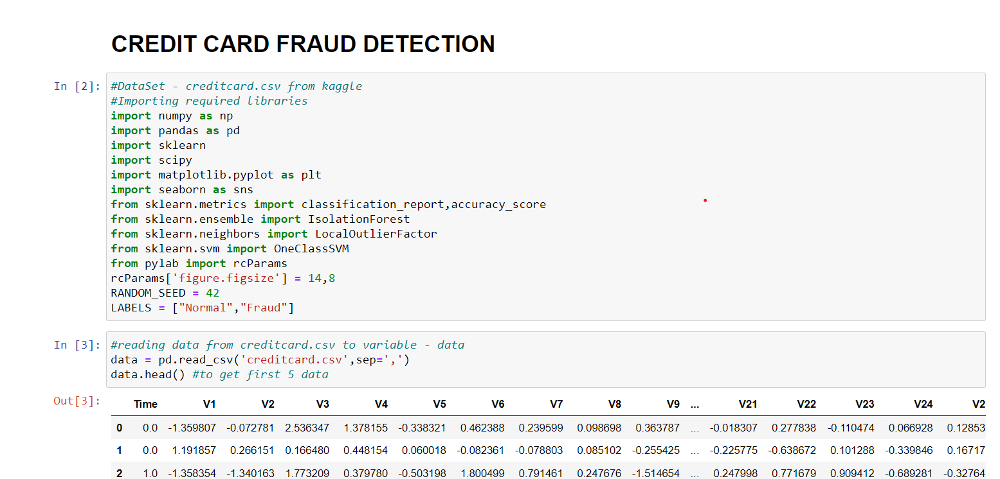 CREDIT CARD FRAUD DETECTION
In [2]: #DataSet - creditcard.csv from kaggle
#Importing required libraries
import numpy as np
import pandas as pd
import sklearn
import scipy
import matplotlib.pyplot as plt
import seaborn as sns
from sklearn.metrics import classification_report,accuracy_score
from sklearn.ensemble import IsolationForest
from sklearn.neighbors import LocalOutlierFactor
from sklearn.svm import OneClassSVM
from pylab import rcParams
rcParams['figure.figsize'] = 14,8
RANDOM_SEED = 42
LABELS = ["Normal","Fraud"]
In [3]: #reading data from creditcard.csv to variable - data
data = pd.read_csv('creditcard.csv',sep=',')
data.head() #to get first 5 data
Out[3]: Time V1 V2 V3 V4 V5 V6 V7 V8 V9 ... V21 V22 V23 V24 V2
0 0.0 -1.359807 -0.072781 2.536347 1.378155 -0.338321 0.462388 0.239599 0.098698 0.363787 ... -0.018307 0.277838 -0.110474 0.066928 0.12853
1 0.0 1.191857 0.266151 0.166480 0.448154 0.060018 -0.082361 -0.078803 0.085102 -0.255425 ... -0.225775 -0.638672 0.101288 -0.339846 0.16717
2 1.0 -1.358354 -1.340163 1.773209 0.379780 -0.503198 1.800499 0.791461 0.247676 -1.514654 ... 0.247998 0.771679 0.909412 -0.689281 -0.32764